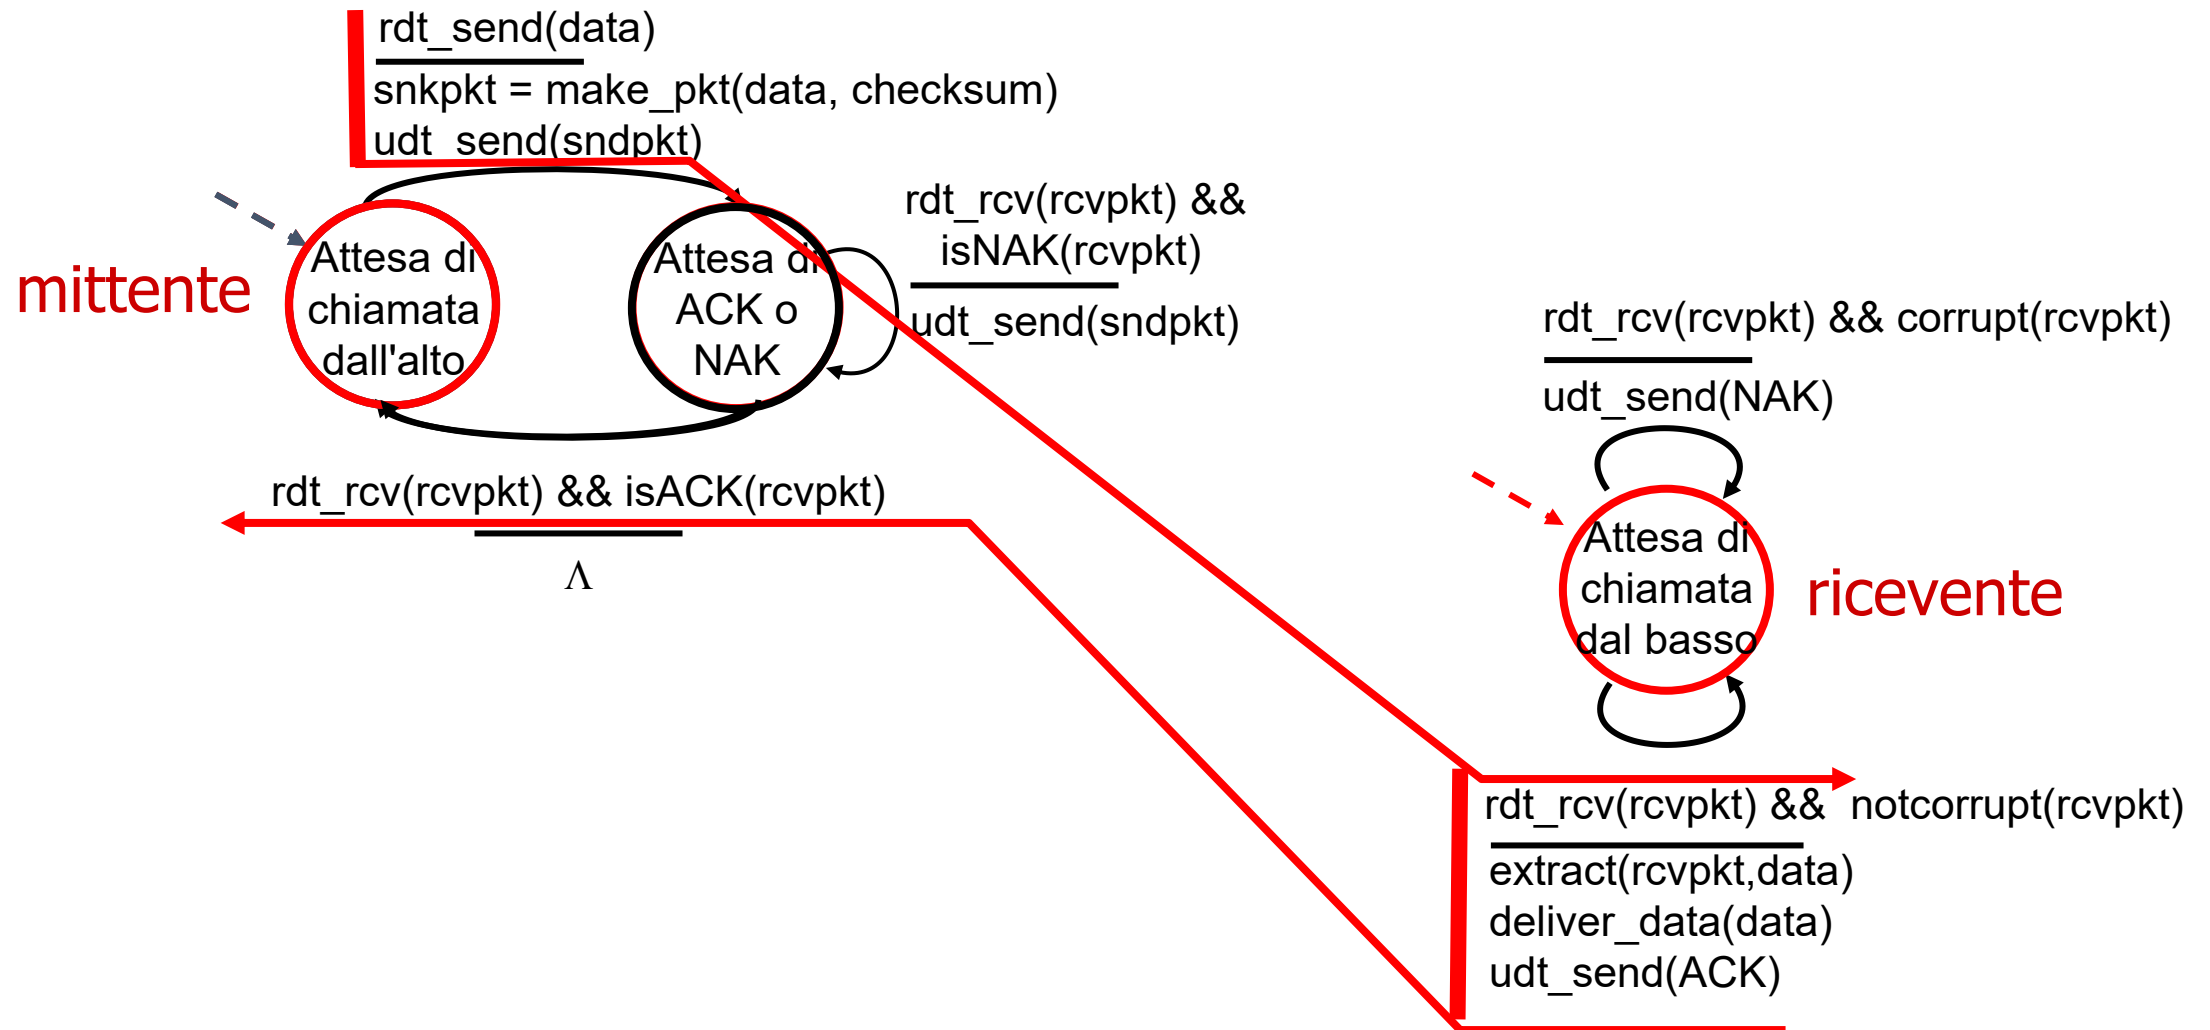 rdt_send(data)
snkpkt = make_pkt(data, checksum)
udt_send(sndpkt)
mittente
Attesa di
chiamata
dall'alto
Attesa di
ACK o
NAK
rdt_rcv(rcvpkt) &&
isNAK(rcvpkt)
udt_send(sndpkt)
rdt_rcv(rcvpkt) && isACK(rcvpkt)
Λ
rdt_rcv(rcvpkt) && corrupt(rcvpkt)
udt_send(NAK)
Attesa di
chiamata
dal basso
ricevente
rdt_rcv(rcvpkt) && notcorrupt(rcvpkt)
extract(rcvpkt,data)
deliver_data(data)
udt_send(ACK)